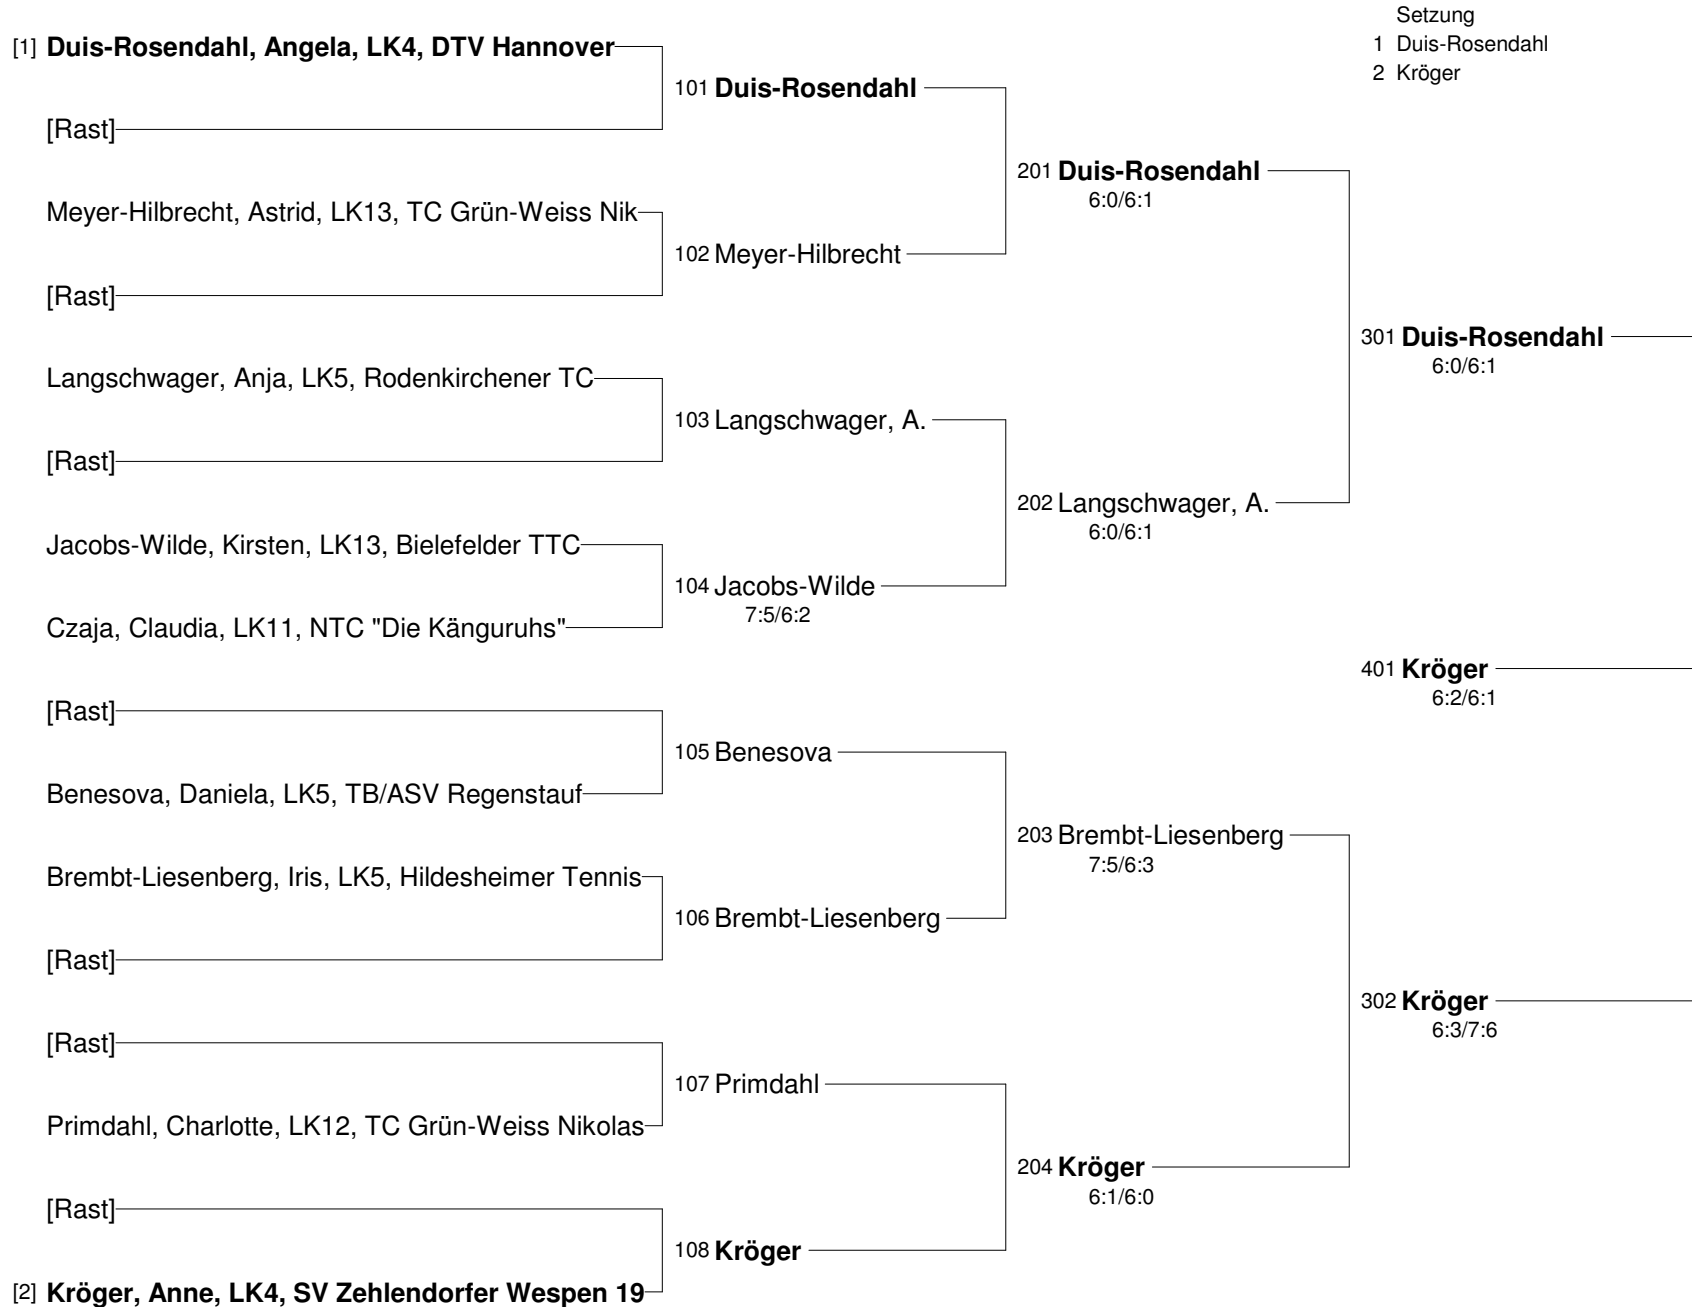 Setzung
1 Duis-Rosendahl
2 Kröger
[1] Duis-Rosendahl, Angela, LK4, DTV Hannover
101 Duis-Rosendahl
[Rast]
201 Duis-Rosendahl
6:0/6:1
Meyer-Hilbrecht, Astrid, LK13, TC Grün-Weiss Nik
102 Meyer-Hilbrecht
[Rast]
301 Duis-Rosendahl
6:0/6:1
Langschwager, Anja, LK5, Rodenkirchener TC
103 Langschwager, A.
[Rast]
202 Langschwager, A.
6:0/6:1
Jacobs-Wilde, Kirsten, LK13, Bielefelder TTC
104 Jacobs-Wilde
7:5/6:2
Czaja, Claudia, LK11, NTC "Die Känguruhs"
401 Kröger
6:2/6:1
[Rast]
105 Benesova
Benesova, Daniela, LK5, TB/ASV Regenstauf
203 Brembt-Liesenberg
7:5/6:3
Brembt-Liesenberg, Iris, LK5, Hildesheimer Tennis
106 Brembt-Liesenberg
[Rast]
302 Kröger
6:3/7:6
[Rast]
107 Primdahl
Primdahl, Charlotte, LK12, TC Grün-Weiss Nikolas
204 Kröger
6:1/6:0
[Rast]
108 Kröger
[2] Kröger, Anne, LK4, SV Zehlendorfer Wespen 19